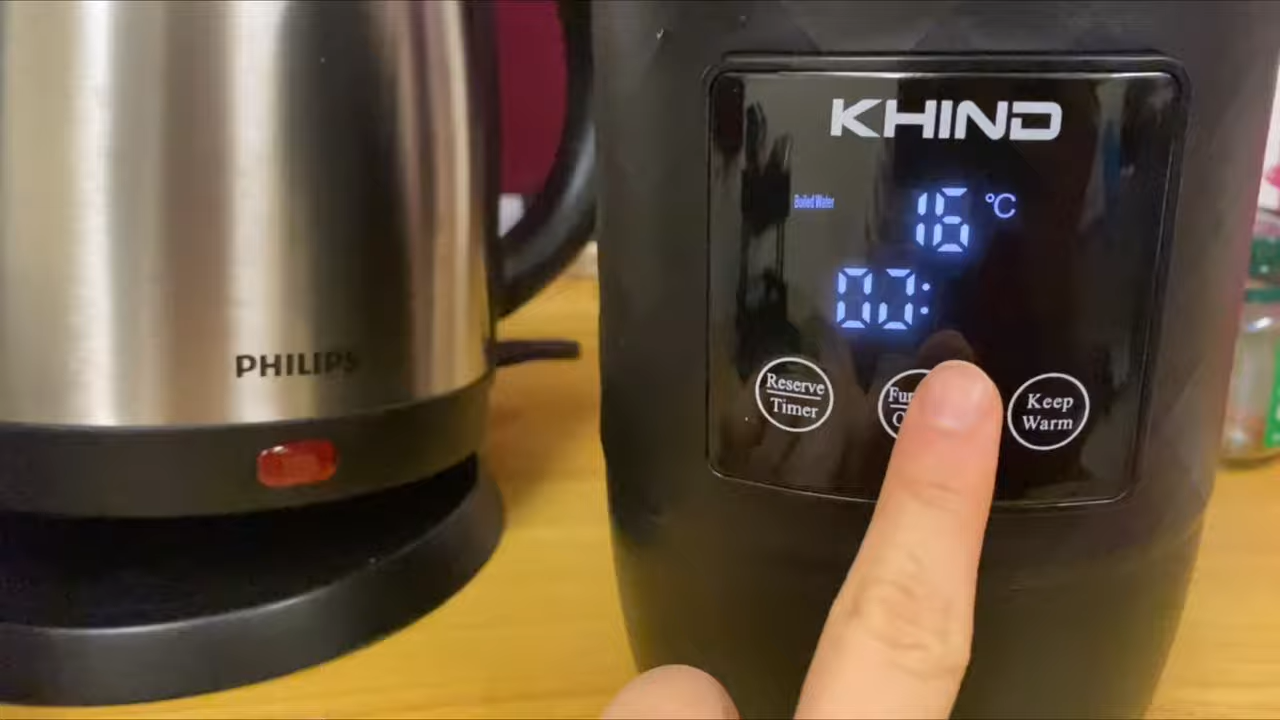 KHIND
Boiled Water
16 °C
00:
PHILIPS
Reserve
Timer
Keep
Warm